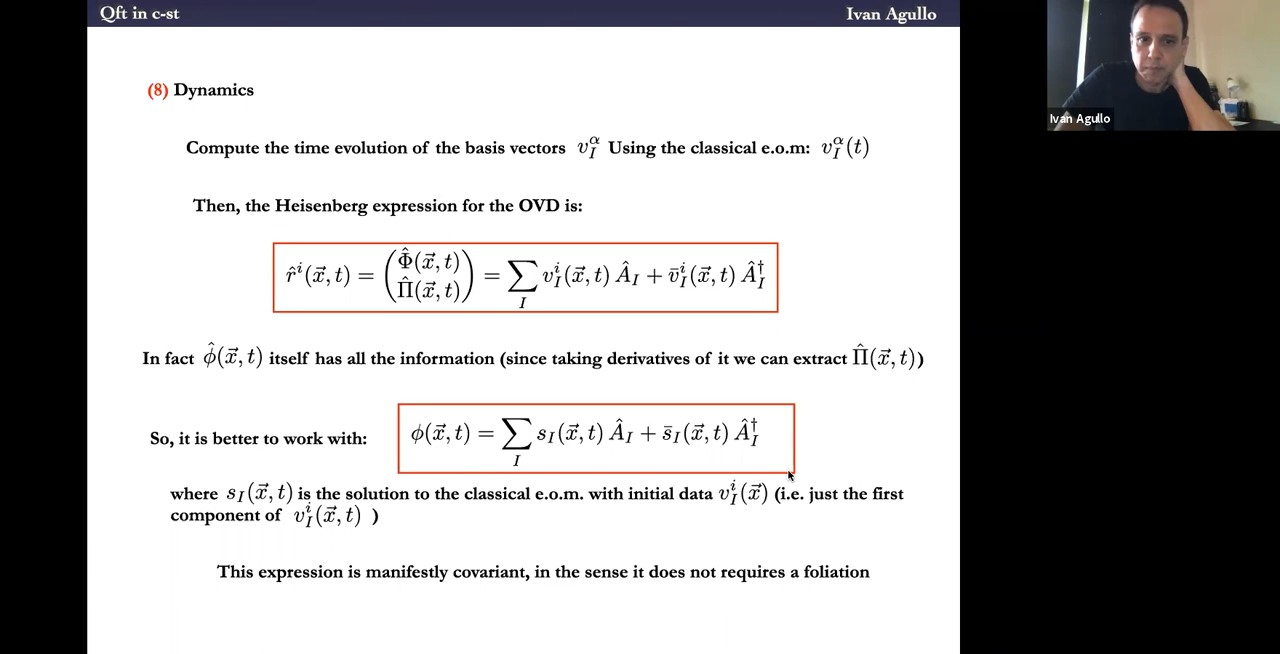 Qft in c-st
Ivan Agullo
(8) Dynamics
Compute the time evolution of the basis vectors $v_I^\alpha$ Using the classical e.o.m: $v_I^\alpha(t)$
Then, the Heisenberg expression for the OVD is:
$\hat{r}^i(\vec{x},t) = \begin{pmatrix} \hat{\Phi}(\vec{x},t) \\ \hat{\Pi}(\vec{x},t) \end{pmatrix} = \sum_I v_I^i(\vec{x},t)\, \hat{A}_I + \bar{v}_I^i(\vec{x},t)\, \hat{A}_I^\dagger$
In fact $\hat{\phi}(\vec{x},t)$ itself has all the information (since taking derivatives of it we can extract $\hat{\Pi}(\vec{x},t)$)
So, it is better to work with: $\phi(\vec{x},t) = \sum_I s_I(\vec{x},t)\, \hat{A}_I + \bar{s}_I(\vec{x},t)\, \hat{A}_I^\dagger$
where $s_I(\vec{x},t)$ is the solution to the classical e.o.m. with initial data $v_I^i(\vec{x})$ (i.e. just the first
component of $v_I^i(\vec{x},t)$ )
This expression is manifestly covariant, in the sense it does not requires a foliation
Ivan Agullo